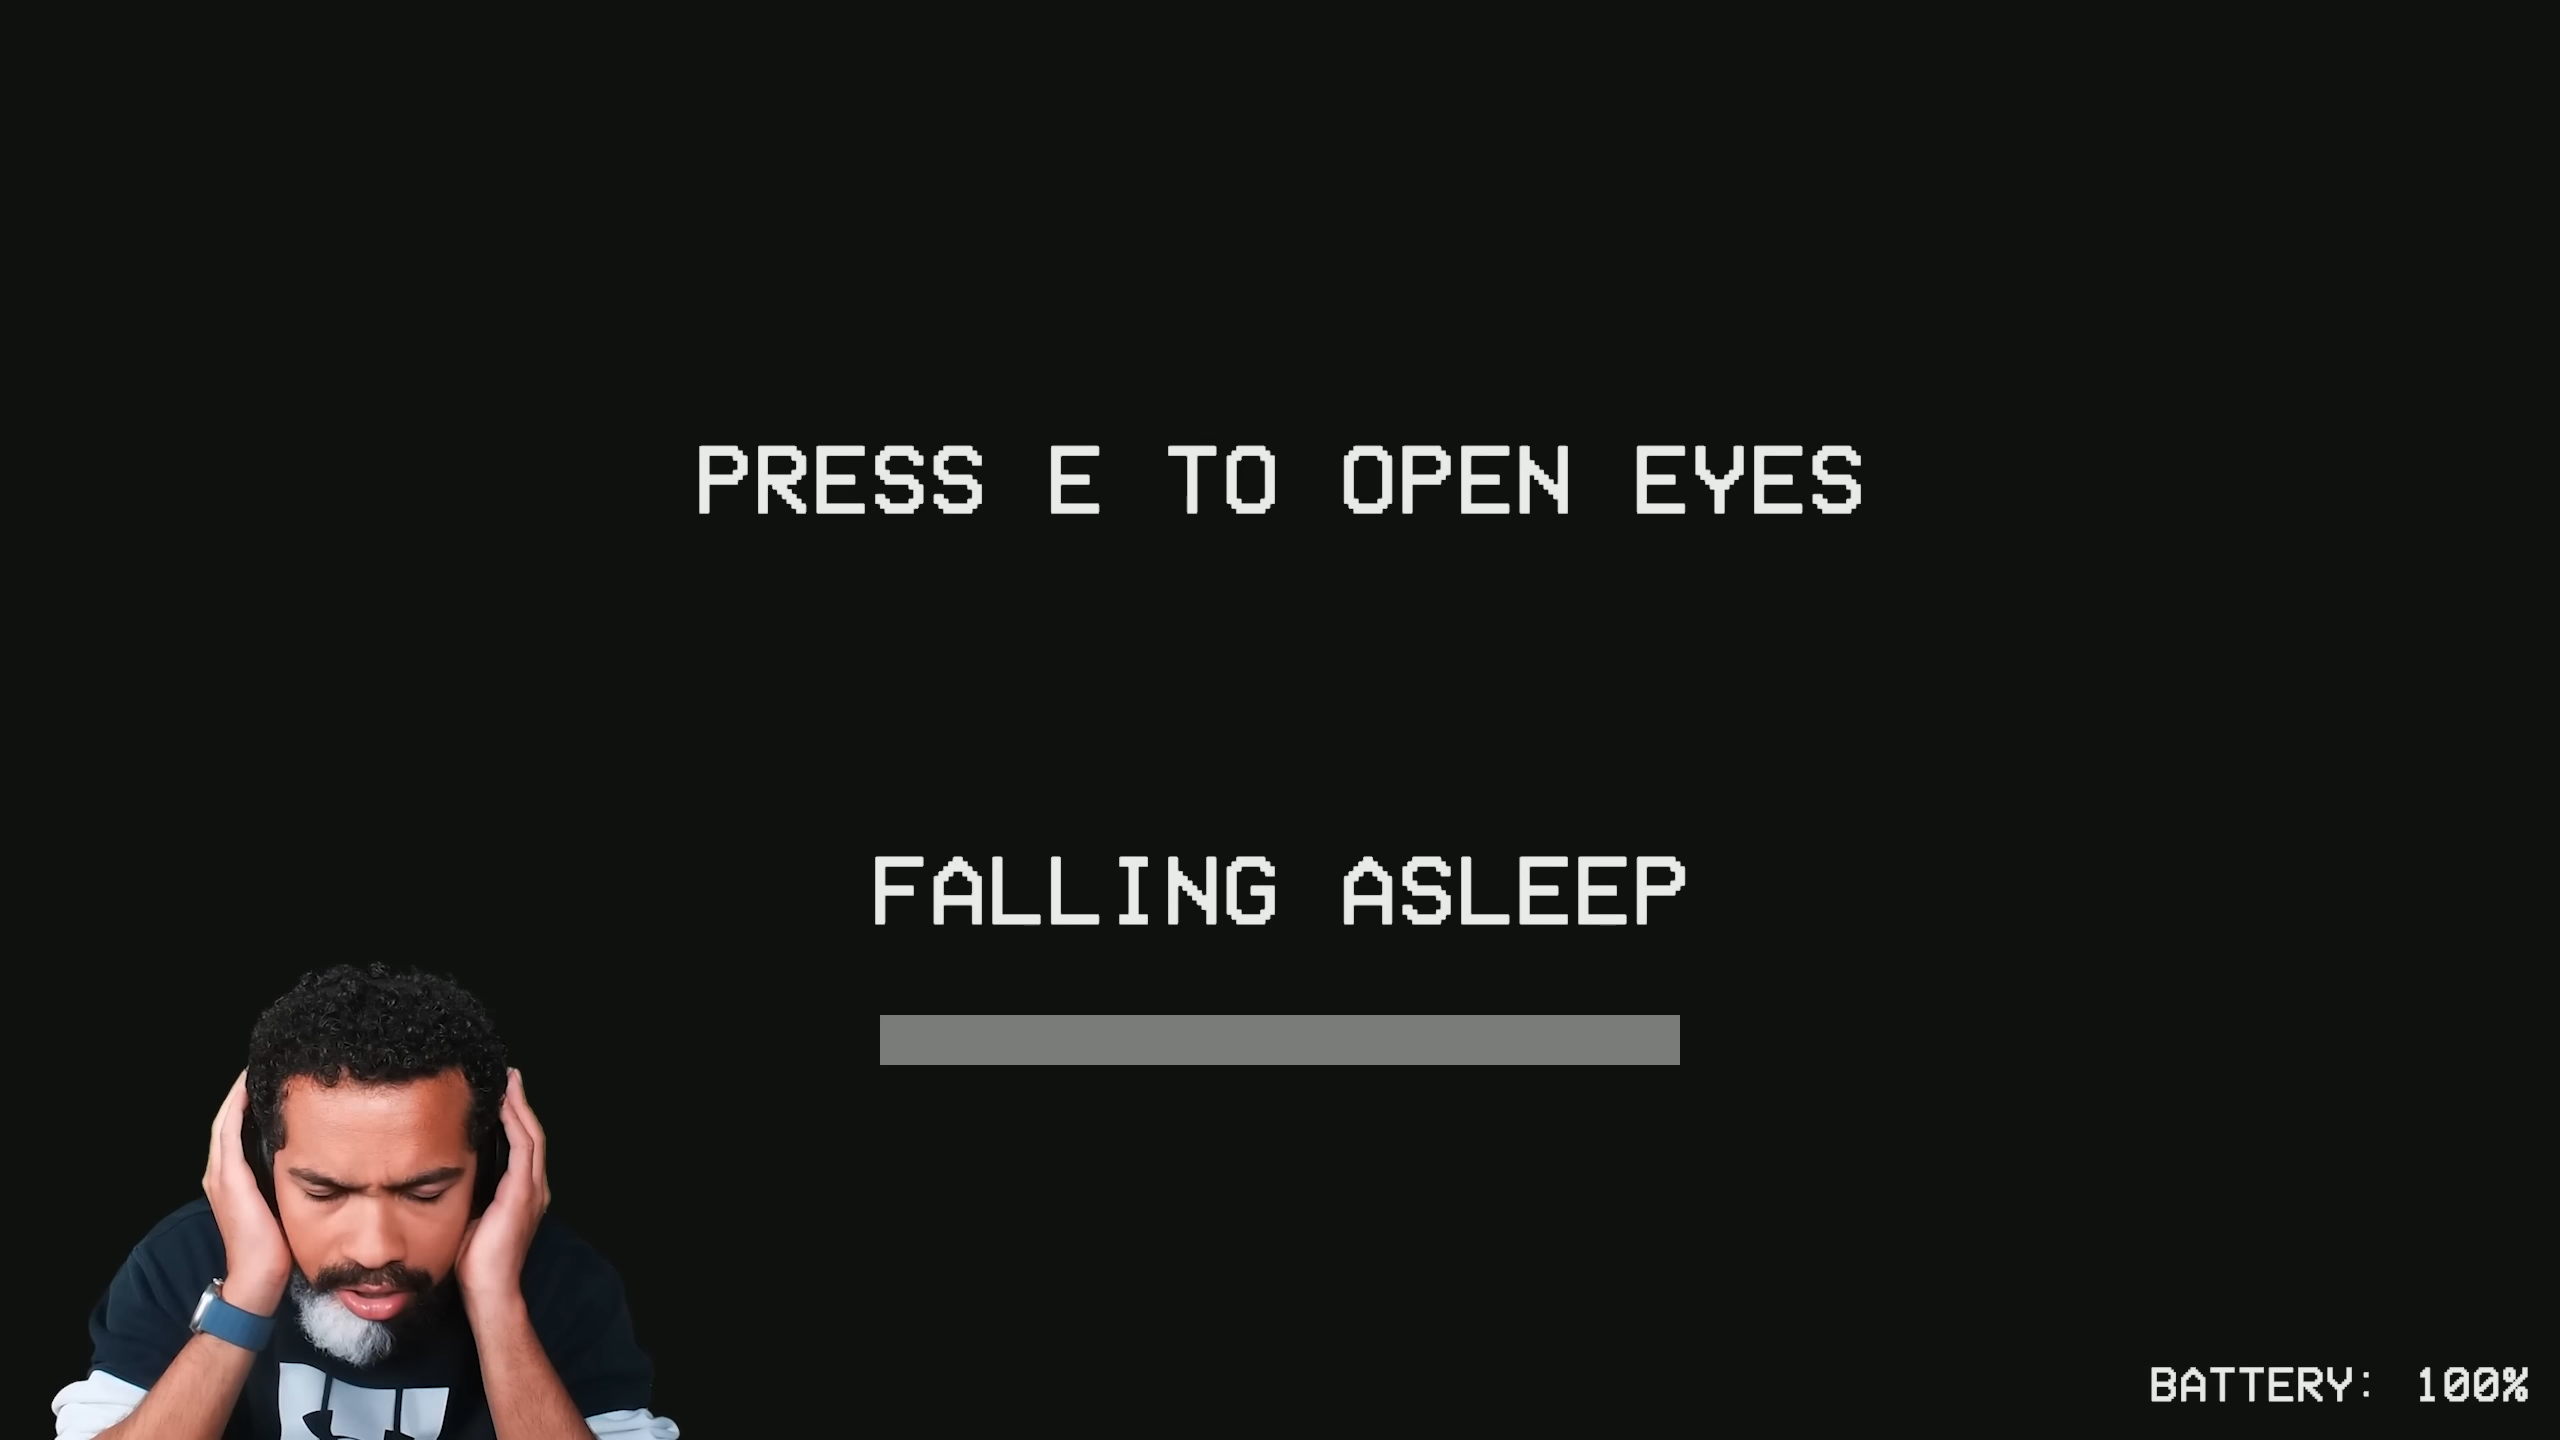 PRESS E TO OPEN EYES
FALLING ASLEEP
BATTERY: 100%